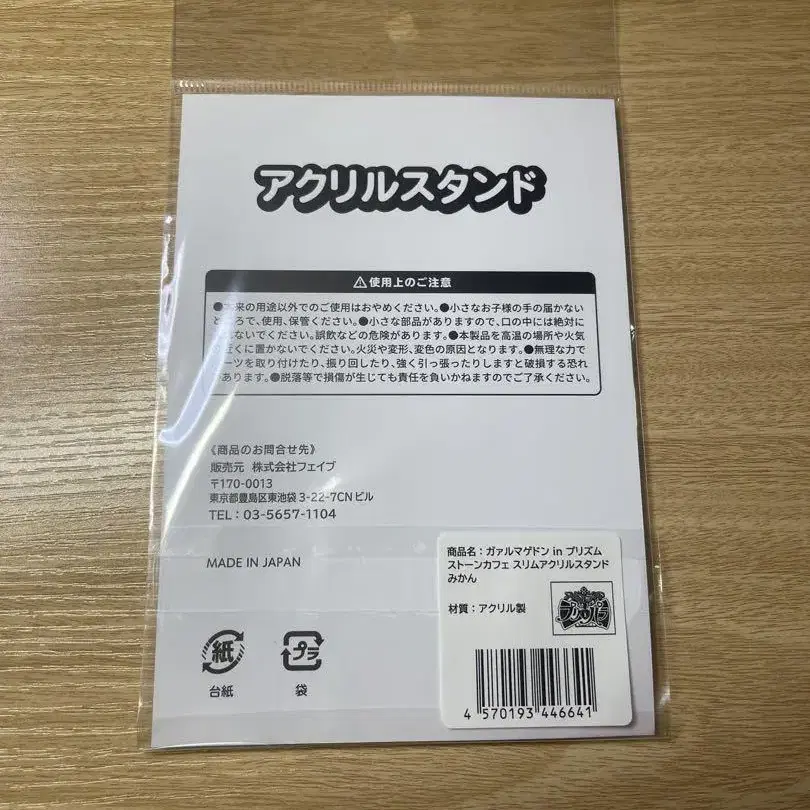 アクリルスタンド
⚠使用上のご注意
●本来の用途以外でのご使用はおやめください。●小さなお子様の手の届かない
ところで、使用、保管ください。●小さな部品がありますので、口の中には絶対に
ないでください。誤飲などの危険があります。●本製品を高温の場所や火気
の近くに置かないでください。火災や変形、変色の原因となります。●無理な力で
パーツを取り付けたり、振り回したり、強く引っ張ったりしますと破損する恐れ
があります。●脱落等で損傷が生じても責任を負いかねますのでご了承ください。
《商品のお問合せ先》
販売元 株式会社フェイブ
〒170-0013
東京都豊島区東池袋 3-22-7CN ビル
TEL：03-5657-1104
MADE IN JAPAN
紙
台紙
プラ
袋
商品名：ガァルマゲドン in プリズム
ストーンカフェ スリムアクリルスタンド
みかん
材質：アクリル製
プリパラ
4 570193 446641